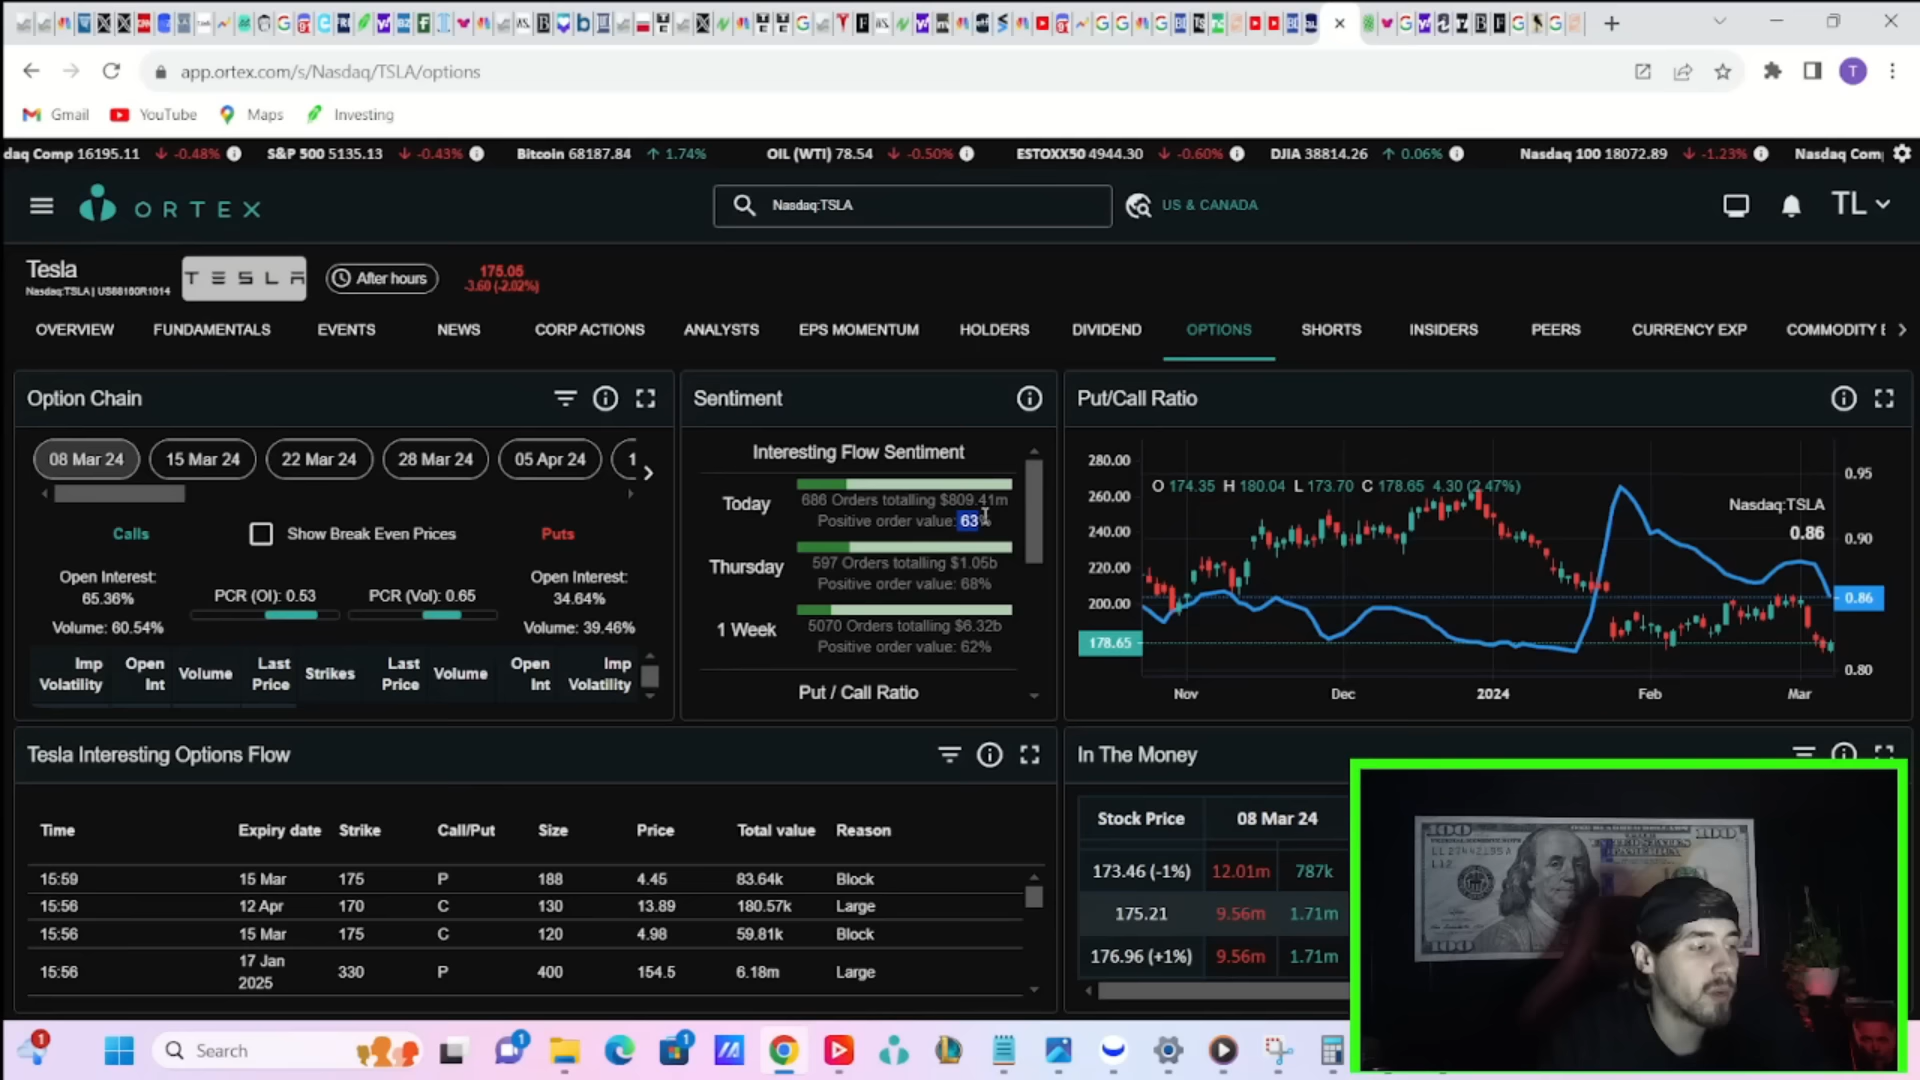 app.ortex.com/s/Nasdaq/TSLA/options
T
Gmail YouTube Maps Investing
daq Comp 16195.11 -0.48% S&P 500 5135.13 -0.43% Bitcoin 68187.84 1.74% OIL (WTI) 78.54 -0.50% ESTOXX50 4944.30 -0.60% DJIA 38814.26 0.06% Nasdaq 100 18072.89 -1.23% Nasdaq Com
ORTEX Nasdaq:TSLA US & CANADA TL
Tesla
Nasdaq:TSLA | US88160R1014
TESLA
After hours
175.05
-3.60 (-2.02%)
OVERVIEW FUNDAMENTALS EVENTS NEWS CORP ACTIONS ANALYSTS EPS MOMENTUM HOLDERS DIVIDEND OPTIONS SHORTS INSIDERS PEERS CURRENCY EXP COMMODITY E
Option Chain
08 Mar 24 15 Mar 24 22 Mar 24 28 Mar 24 05 Apr 24 1
Calls Show Break Even Prices Puts
Open Interest:
65.36%
Volume: 60.54%
PCR (OI): 0.53 PCR (Vol): 0.65
Open Interest:
34.64%
Volume: 39.46%
Imp Volatility Open Int Volume Last Price Strikes Last Price Volume Open Int Imp Volatility
Sentiment
Interesting Flow Sentiment
Today
686 Orders totalling $809.41m
Positive order value: 63%
Thursday
597 Orders totalling $1.05b
Positive order value: 68%
1 Week
5070 Orders totalling $6.32b
Positive order value: 62%
Put / Call Ratio
Put/Call Ratio
O 174.35 H 180.04 L 173.70 C 178.65 4.30 (2.47%)
Nasdaq:TSLA
0.86
280.00
260.00
240.00
220.00
200.00
178.65
0.95
0.90
0.86
0.80
Nov Dec 2024 Feb Mar
Tesla Interesting Options Flow
Time Expiry date Strike Call/Put Size Price Total value Reason
15:59 15 Mar 175 P 188 4.45 83.64k Block
15:56 12 Apr 170 C 130 13.89 180.57k Large
15:56 15 Mar 175 C 120 4.98 59.81k Block
15:56 17 Jan 2025 330 P 400 154.5 6.18m Large
In The Money
Stock Price 08 Mar 24
173.46 (-1%) 12.01m 787k
175.21 9.56m 1.71m
176.96 (+1%) 9.56m 1.71m
100 100
100
1 Search 1 1